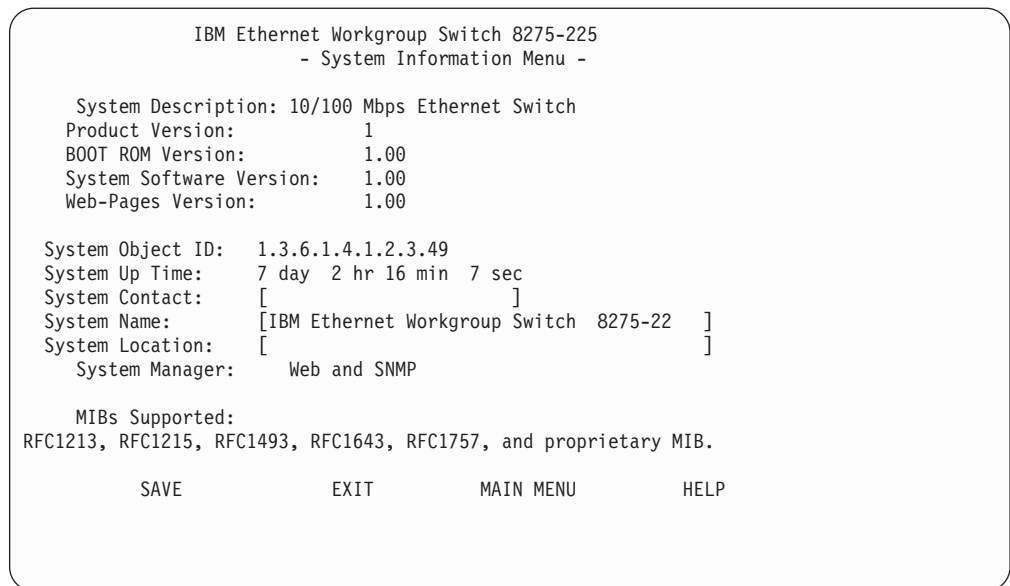 IBM Ethernet Workgroup Switch 8275-225
- System Information Menu -
System Description: 10/100 Mbps Ethernet Switch
Product Version: 1
BOOT ROM Version: 1.00
System Software Version: 1.00
Web-Pages Version: 1.00
System Object ID: 1.3.6.1.4.1.2.3.49
System Up Time: 7 day 2 hr 16 min 7 sec
System Contact: [ ]
System Name: [IBM Ethernet Workgroup Switch 8275-22 ]
System Location: [ ]
System Manager: Web and SNMP
MIBs Supported:
RFC1213, RFC1215, RFC1493, RFC1643, RFC1757, and proprietary MIB.
SAVE EXIT MAIN MENU HELP